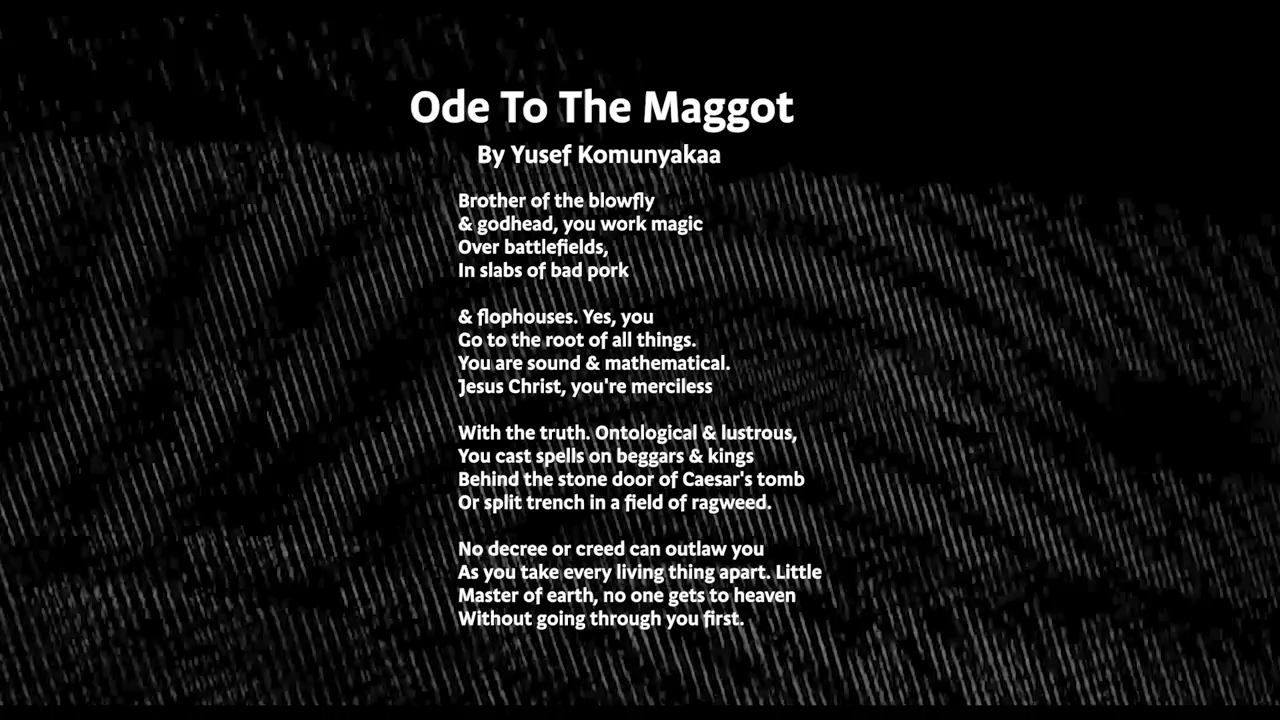 Ode To The Maggot
By Yusef Komunyakaa
Brother of the blowfly
& godhead, you work magic
Over battlefields,
In slabs of bad pork
& flophouses. Yes, you
Go to the root of all things.
You are sound & mathematical.
Jesus Christ, you're merciless
With the truth. Ontological & lustrous,
You cast spells on beggars & kings
Behind the stone door of Caesar's tomb
Or split trench in a field of ragweed.
No decree or creed can outlaw you
As you take every living thing apart. Little
Master of earth, no one gets to heaven
Without going through you first.